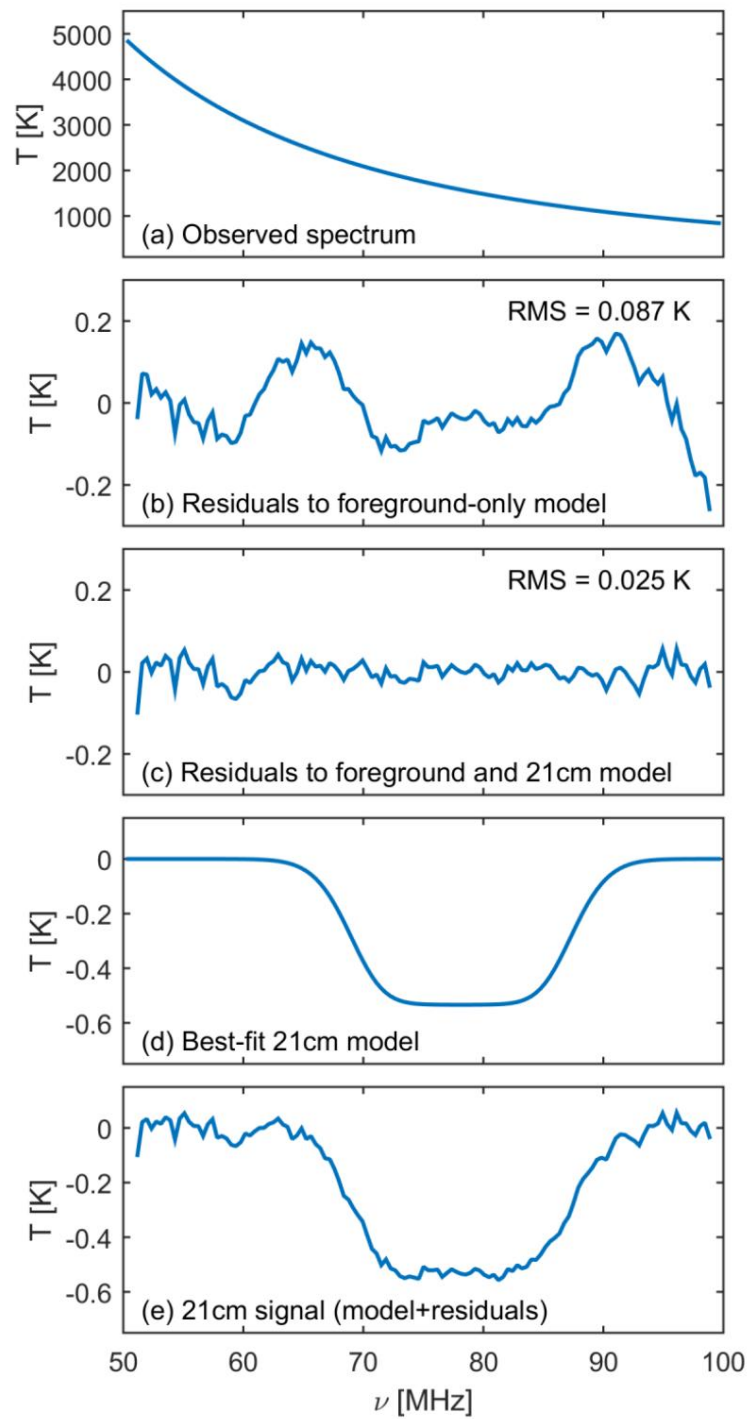 5000
4000
3000
2000
1000
T [K]
(a) Observed spectrum
RMS = 0.087 K
0.2
0
-0.2
T [K]
(b) Residuals to foreground-only model
RMS = 0.025 K
0.2
0
-0.2
T [K]
(c) Residuals to foreground and 21cm model
0
-0.2
-0.4
-0.6
T [K]
(d) Best-fit 21cm model
0
-0.2
-0.4
-0.6
T [K]
(e) 21cm signal (model+residuals)
50 60 70 80 90 100
ν [MHz]